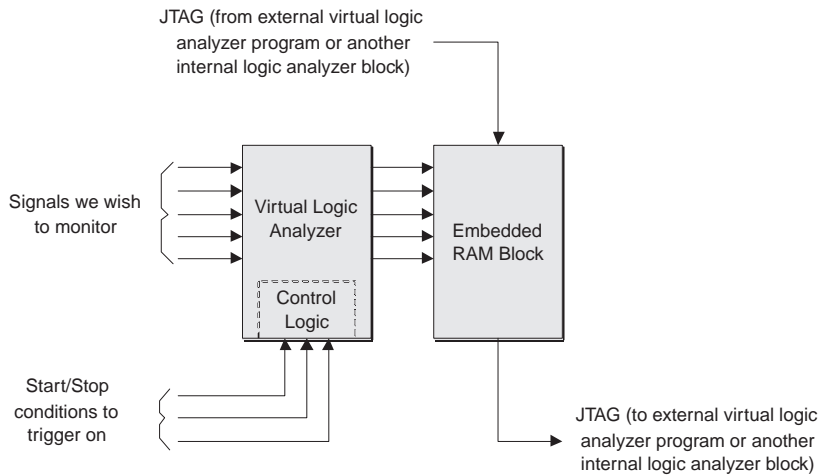 JTAG (from external virtual logic
analyzer program or another
internal logic analyzer block)
Signals we wish
to monitor
Virtual Logic
Analyzer
Embedded
RAM Block
Control
Logic
Start/Stop
conditions to
trigger on
JTAG (to external virtual logic
analyzer program or another
internal logic analyzer block)